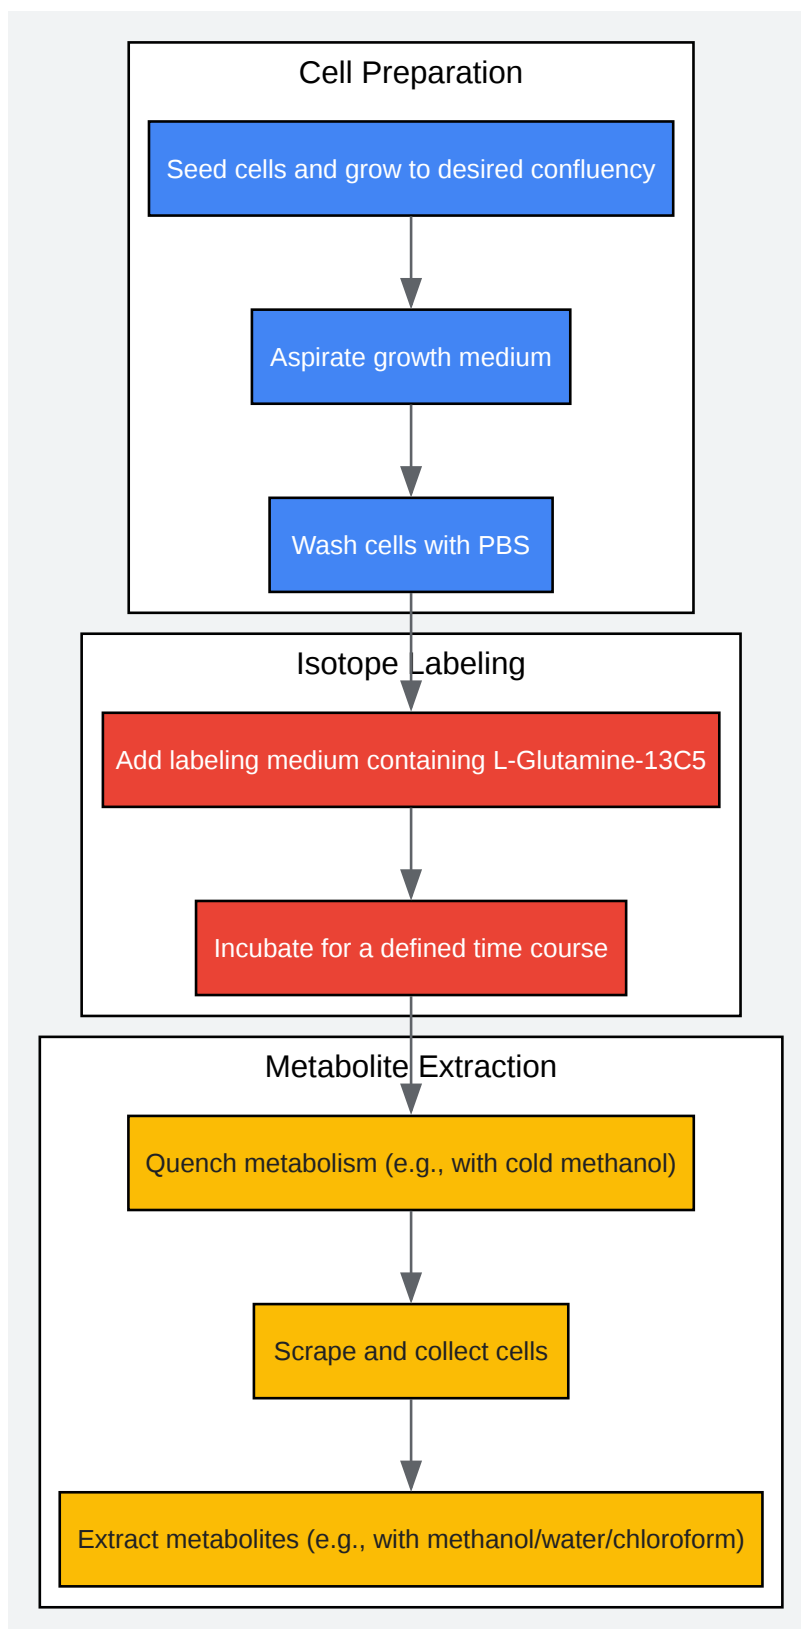 Cell Preparation
Seed cells and grow to desired confluency
Aspirate growth medium
Wash cells with PBS
Isotope Labeling
Add labeling medium containing L-Glutamine-13C5
Incubate for a defined time course
Metabolite Extraction
Quench metabolism (e.g., with cold methanol)
Scrape and collect cells
Extract metabolites (e.g., with methanol/water/chloroform)